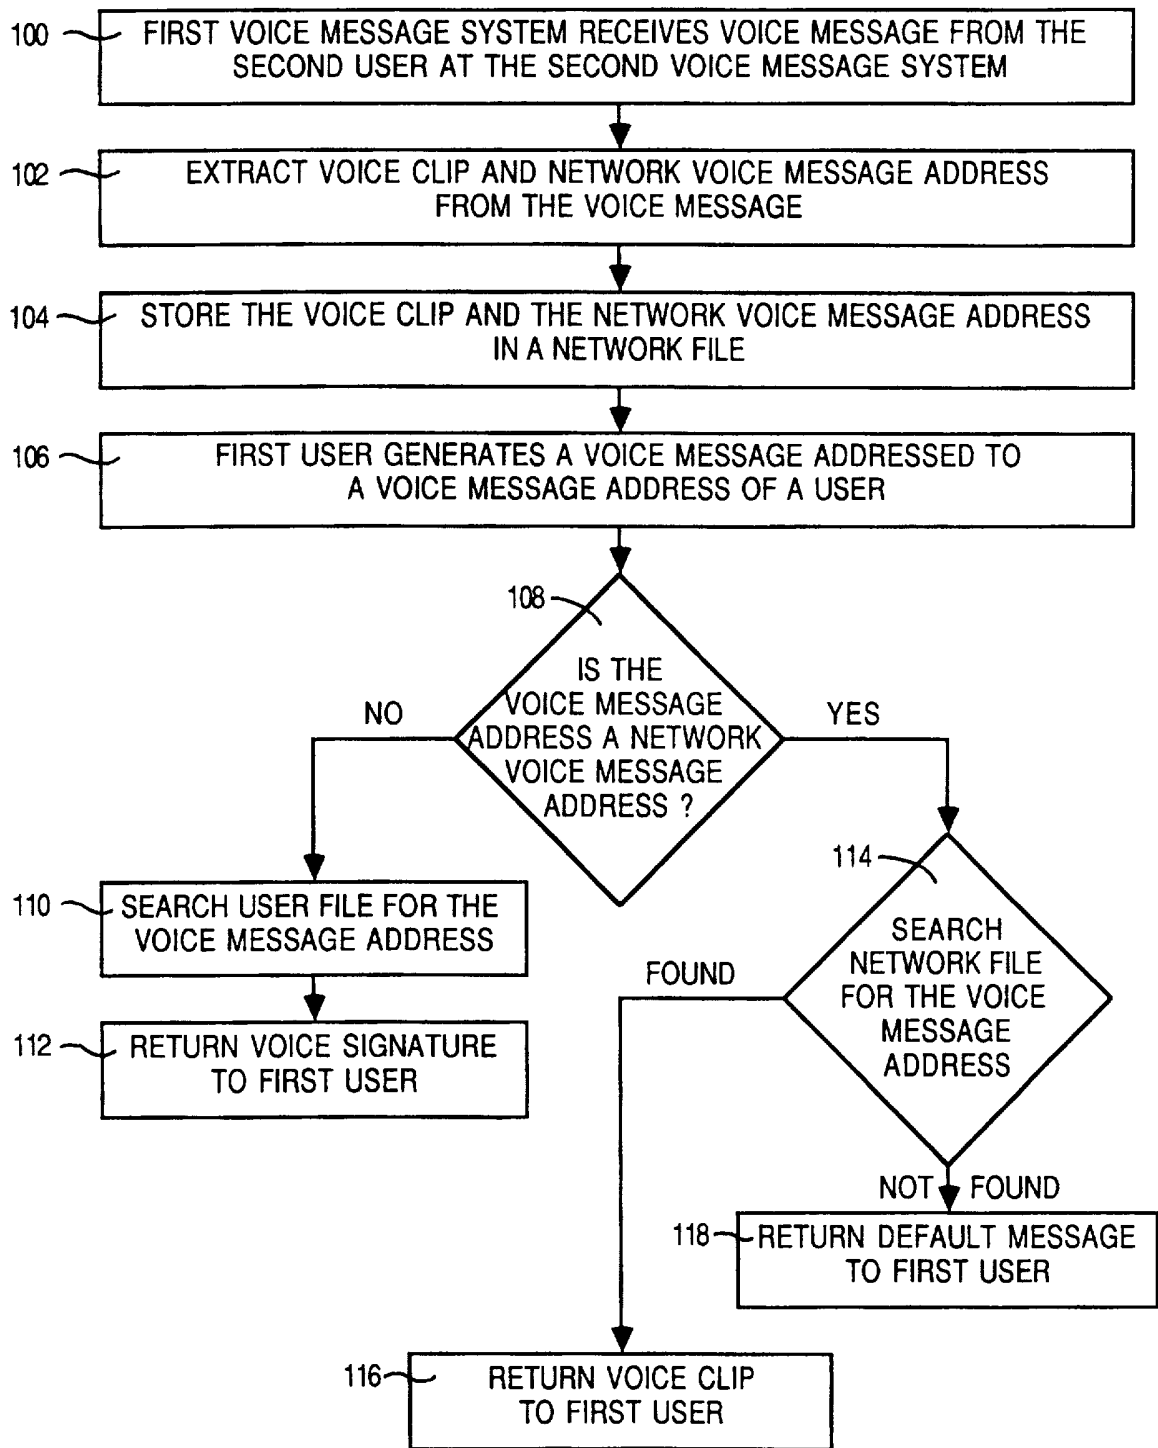 100 FIRST VOICE MESSAGE SYSTEM RECEIVES VOICE MESSAGE FROM THE
SECOND USER AT THE SECOND VOICE MESSAGE SYSTEM
102 EXTRACT VOICE CLIP AND NETWORK VOICE MESSAGE ADDRESS
FROM THE VOICE MESSAGE
104 STORE THE VOICE CLIP AND THE NETWORK VOICE MESSAGE ADDRESS
IN A NETWORK FILE
106 FIRST USER GENERATES A VOICE MESSAGE ADDRESSED TO
A VOICE MESSAGE ADDRESS OF A USER
108
IS THE
VOICE MESSAGE
ADDRESS A NETWORK
VOICE MESSAGE
ADDRESS ?
NO
YES
110 SEARCH USER FILE FOR THE
VOICE MESSAGE ADDRESS
112 RETURN VOICE SIGNATURE
TO FIRST USER
114
SEARCH
NETWORK FILE
FOR THE VOICE
MESSAGE
ADDRESS
FOUND
NOT FOUND
118 RETURN DEFAULT MESSAGE
TO FIRST USER
116 RETURN VOICE CLIP
TO FIRST USER